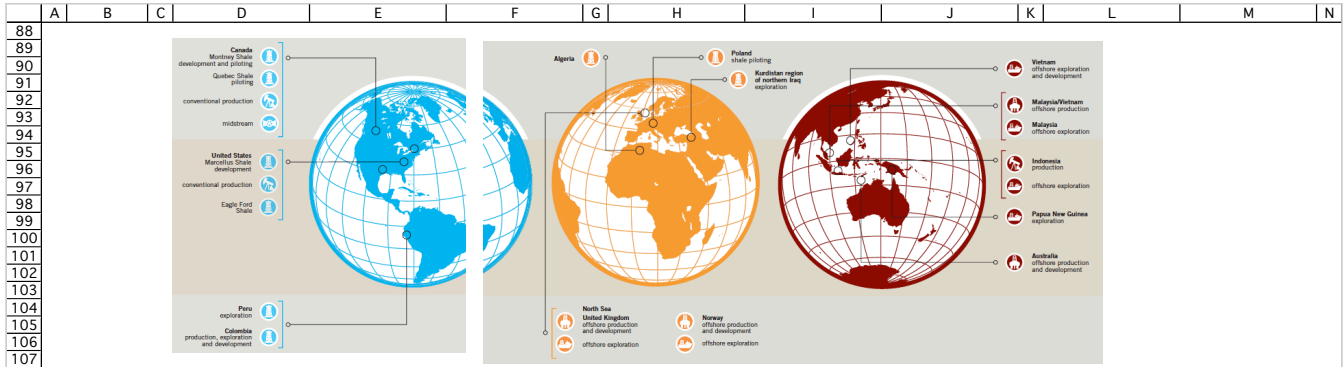 A B C D E F G H I J K L M N
88
89
90
91
92
93
94
95
96
97
98
99
100
101
102
103
104
105
106
107
Canada
Montney Shale
development and piloting
Quebec Shale
piloting
conventional production
midstream
United States
Marcellus Shale
development
conventional production
Eagle Ford
Shale
Peru
exploration
Colombia
production, exploration
and development
Algeria
Poland
shale piloting
Kurdistan region
of northern Iraq
exploration
North Sea
United Kingdom
offshore production
and development
offshore exploration
Norway
offshore production
and development
offshore exploration
Vietnam
offshore exploration
and development
Malaysia/Vietnam
offshore production
Malaysia
offshore exploration
Indonesia
production
offshore exploration
Papua New Guinea
exploration
Australia
offshore production
and development